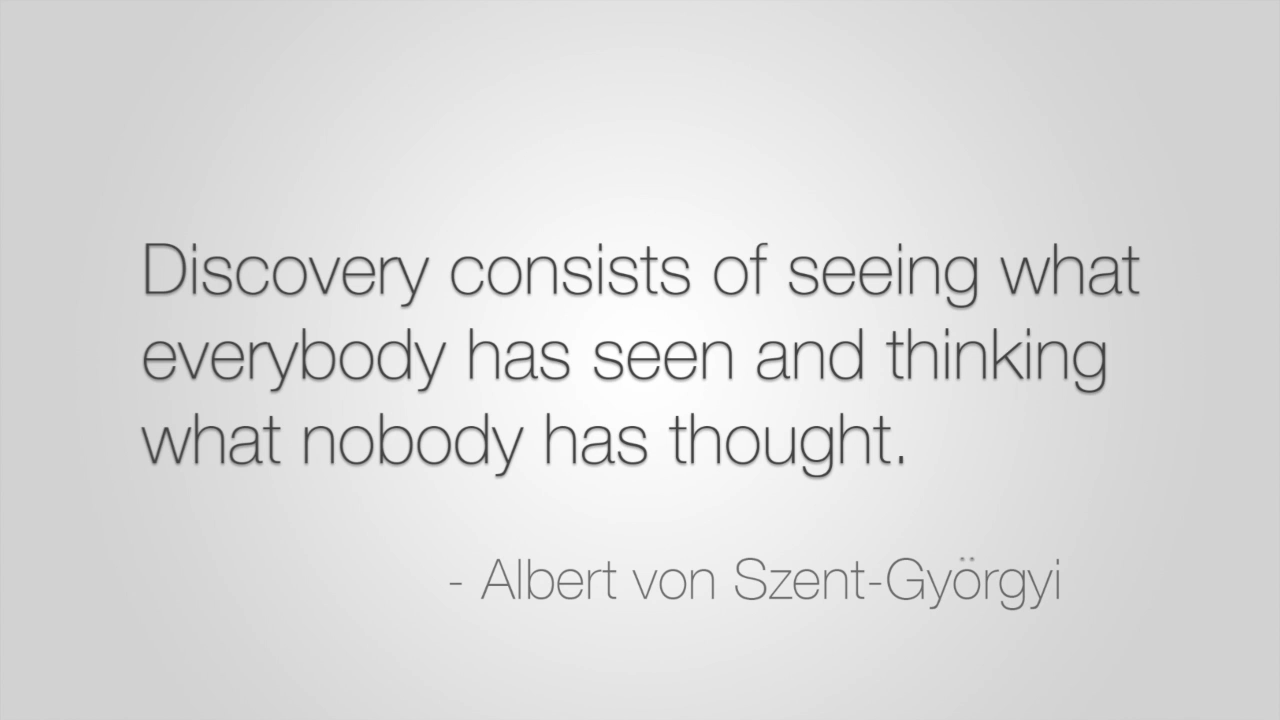 Discovery consists of seeing what
everybody has seen and thinking
what nobody has thought.
- Albert von Szent-Györgyi